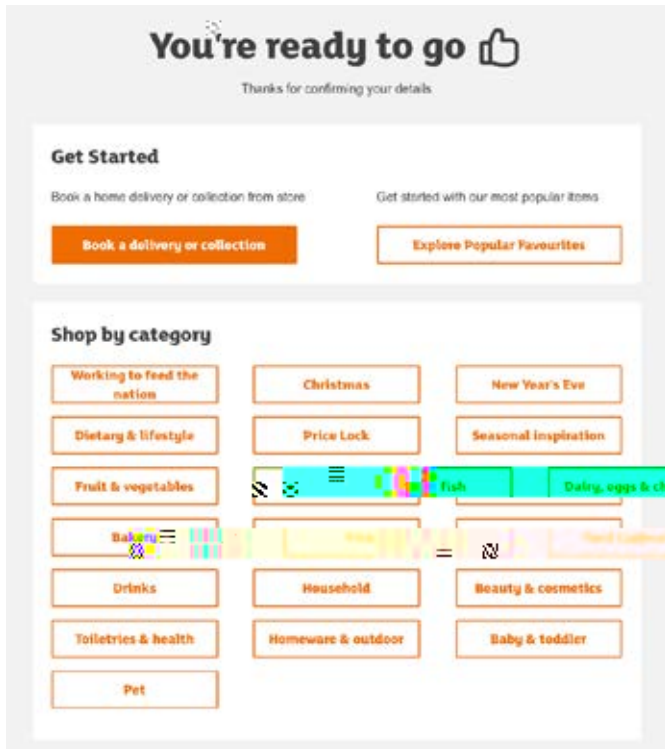 You're ready to go
Thanks for confirming your details
Get Started
Book a home delivery or collection from store
Get started with our most popular items
Book a delivery or collection
Explore Popular Favourites
Shop by category
Working to feed the
nation
Christmas
New Year's Eve
Dietary & lifestyle
Price Lock
Seasonal inspiration
Fruit & vegetables
fish
Dairy, eggs & ch
Bakery
Drinks
Household
Beauty & cosmetics
Toiletries & health
Homeware & outdoor
Baby & toddler
Pet